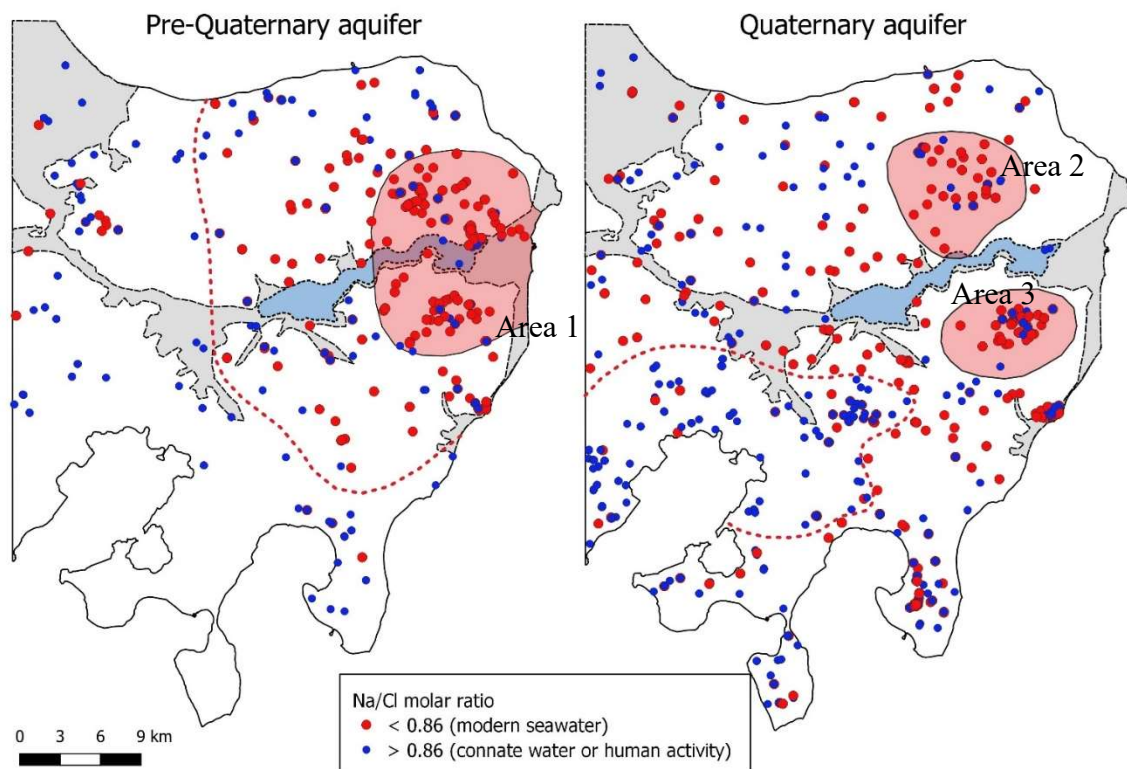 Pre-Quaternary aquifer
Quaternary aquifer
Area 1
Area 2
Area 3
Na/Cl molar ratio
< 0.86 (modern seawater)
> 0.86 (connate water or human activity)
0 3 6 9 km